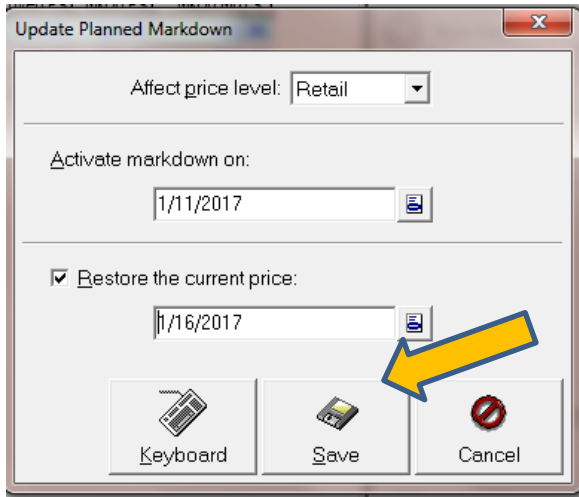 Update Planned Markdown
Affect price level: Retail
Activate markdown on:
1/11/2017
Restore the current price:
1/16/2017
Keyboard Save Cancel